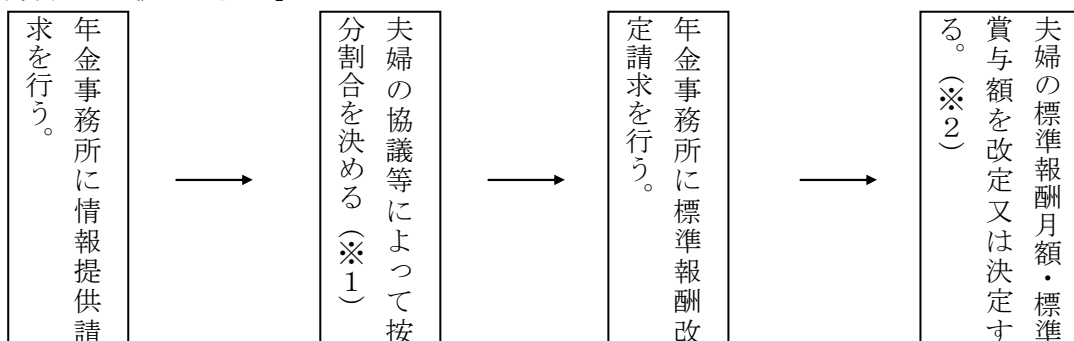 年金事務所に情報提供請
求を行う。
夫婦の協議等によって按
分割合を決める（※１）
年金事務所に標準報酬改
定請求を行う。
夫婦の標準報酬月額・標準
賞与額を改定又は決定す
る。（※２）